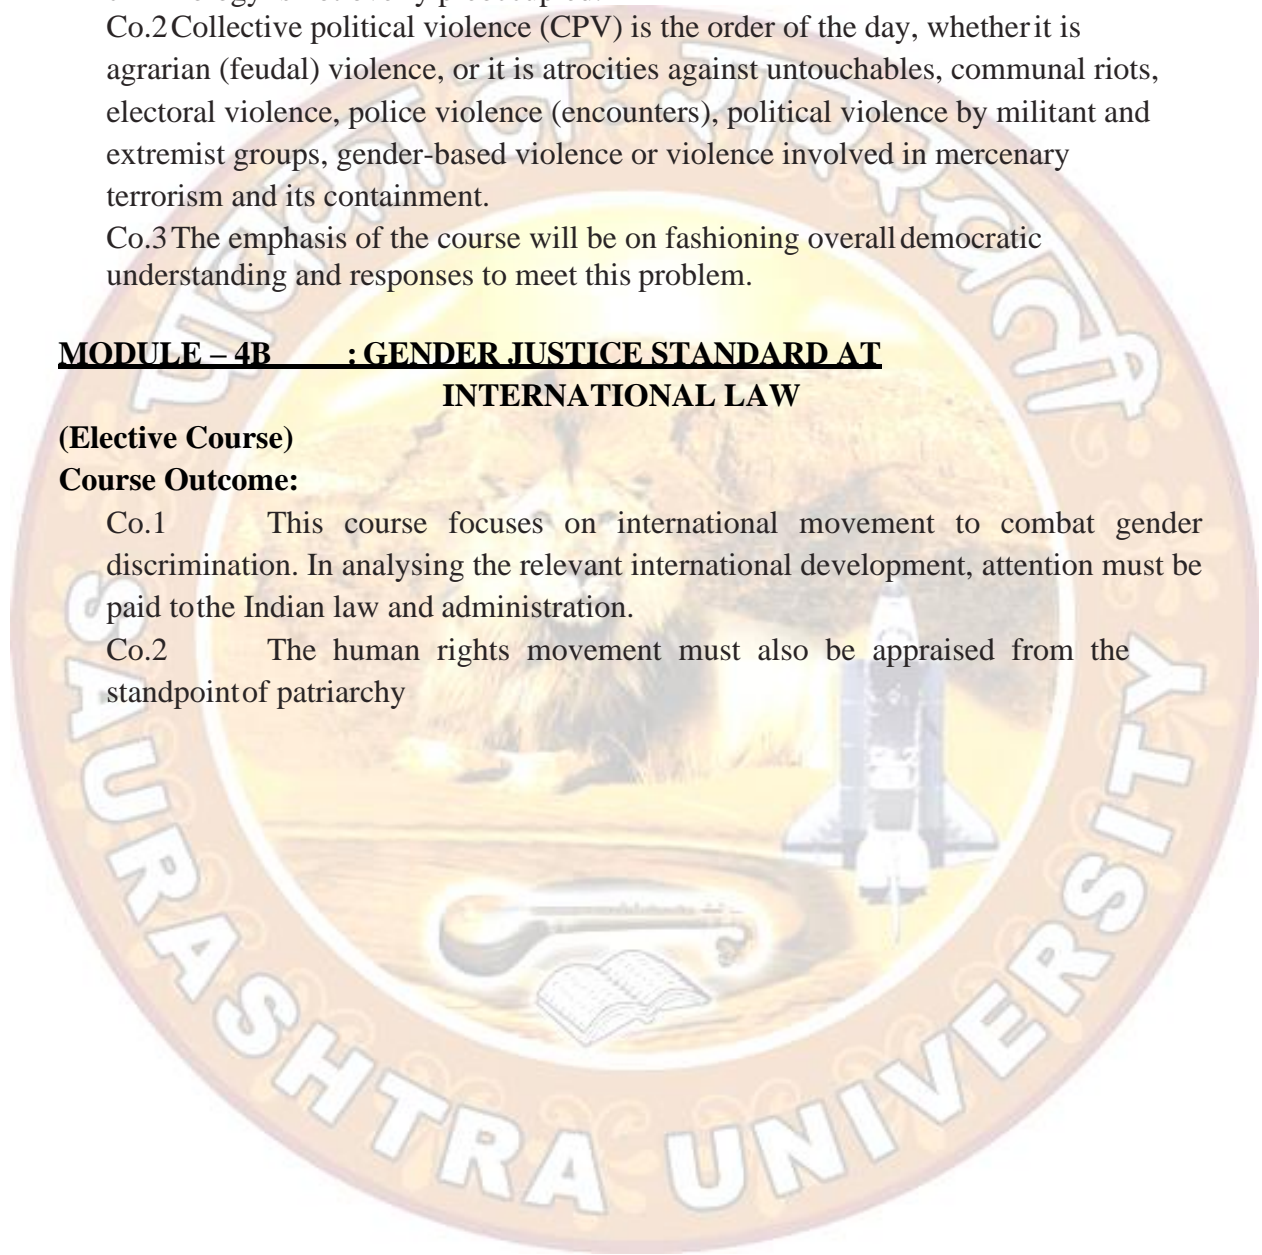 Co.2 Collective political violence (CPV) is the order of the day, whether it is
agrarian (feudal) violence, or it is atrocities against untouchables, communal riots,
electoral violence, police violence (encounters), political violence by militant and
extremist groups, gender-based violence or violence involved in mercenary
terrorism and its containment.
Co.3 The emphasis of the course will be on fashioning overall democratic
understanding and responses to meet this problem.
MODULE – 4B : GENDER JUSTICE STANDARD AT
INTERNATIONAL LAW
(Elective Course)
Course Outcome:
Co.1 This course focuses on international movement to combat gender
discrimination. In analysing the relevant international development, attention must be
paid tothe Indian law and administration.
Co.2 The human rights movement must also be appraised from the
standpointof patriarchy
पावका नः सरस्वती
SAURASHTRA UNIVERSITY